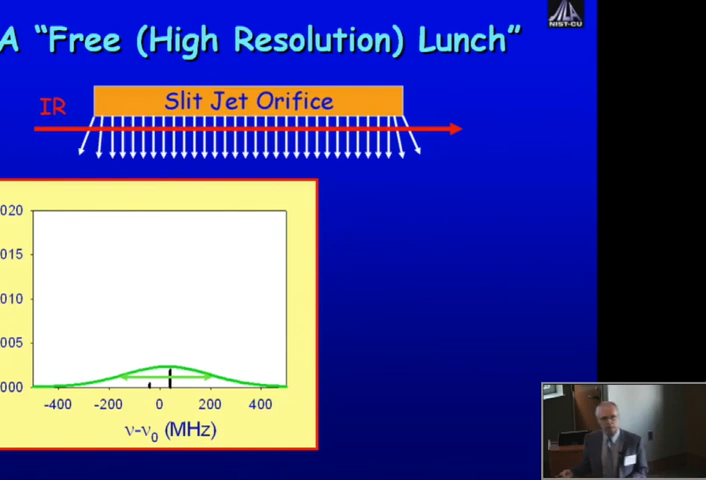 NIST-CU
A “Free (High Resolution) Lunch”
Slit Jet Orifice
IR
020
015
010
005
000
-400 -200 0 200 400
ν-ν₀ (MHz)